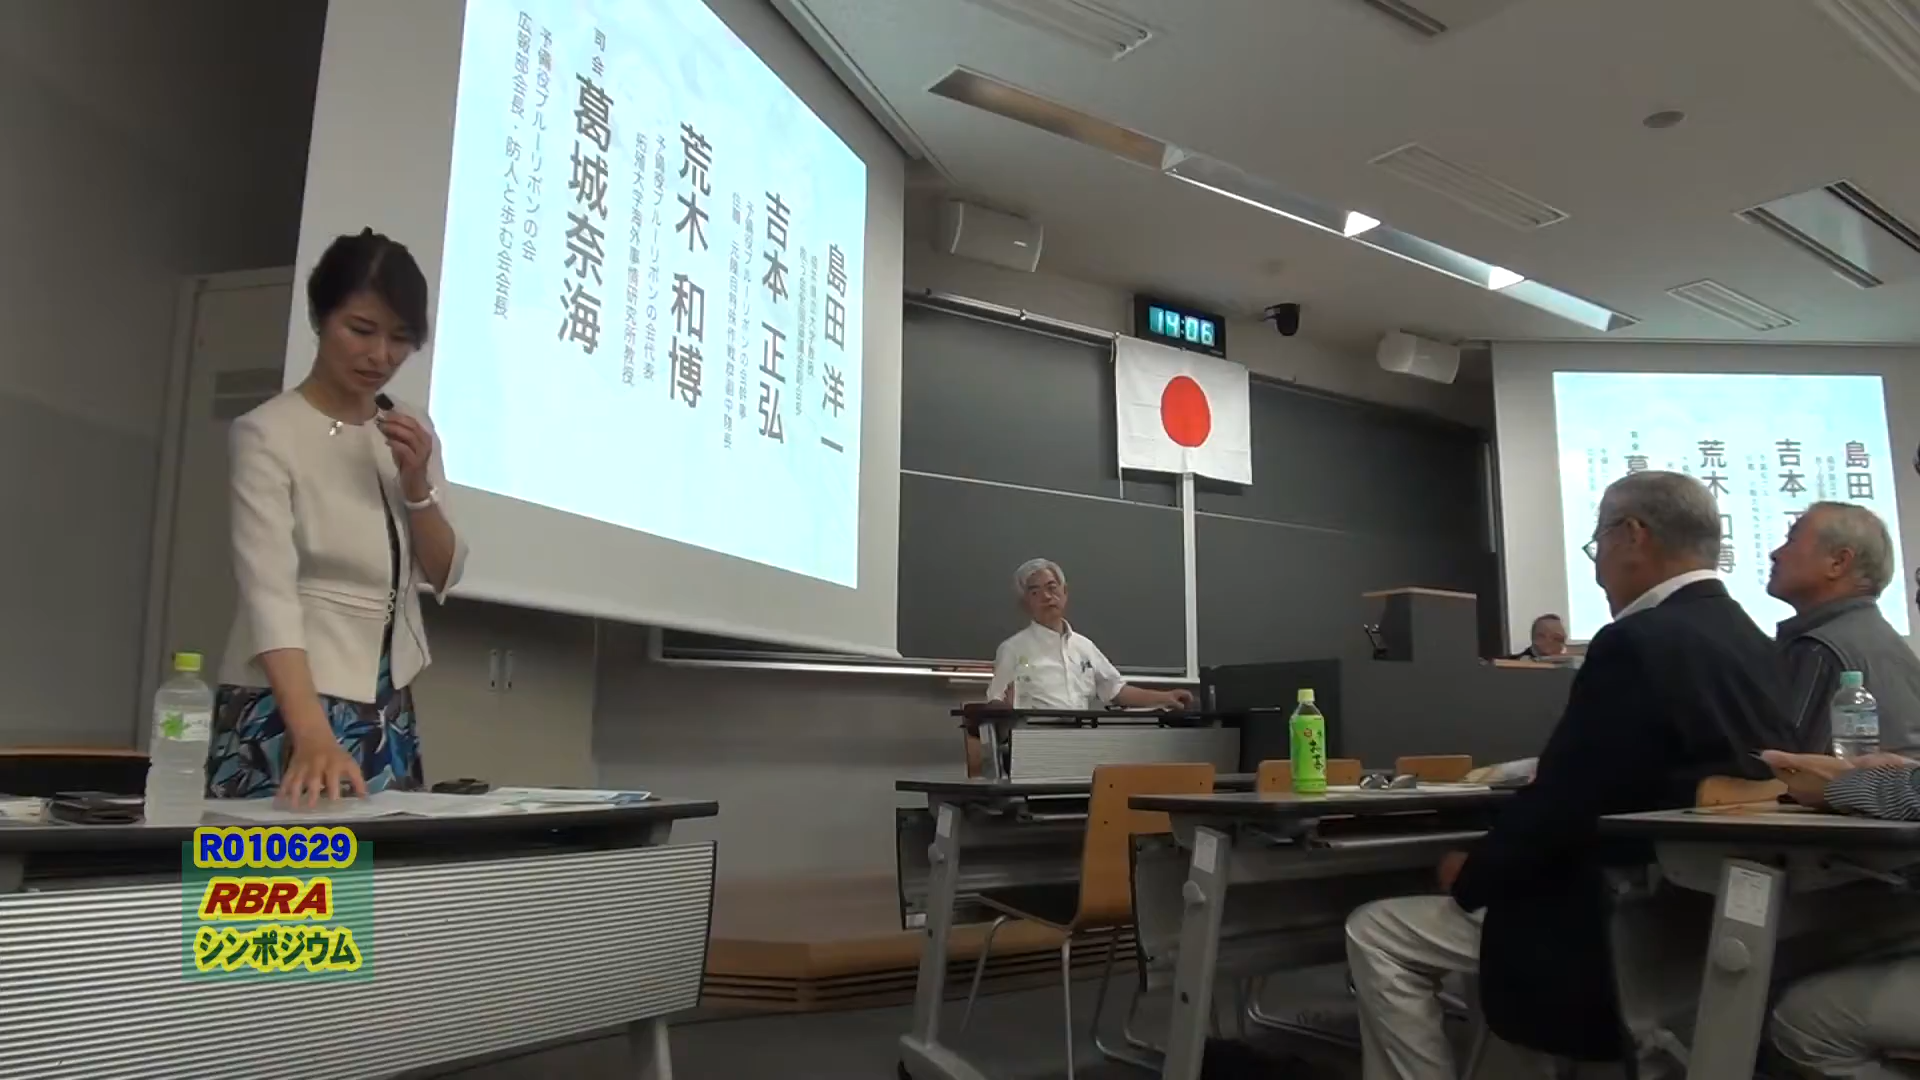 島田 洋一
吉本 正弘
予備役ブルーリボンの会幹事
荒木 和博
予備役ブルーリボンの会代表
拓殖大学海外事情研究所教授
司会 葛城奈海
予備役ブルーリボンの会
広報部会長・防人と歩む会会長
14:06
島田
吉本 正
荒木 和博
葛
R010629
RBRA
シンポジウム